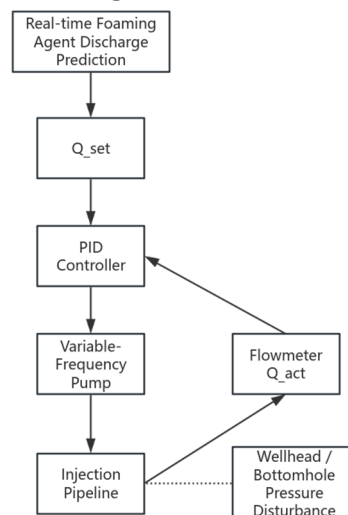 Real-time Foaming
Agent Discharge
Prediction
Q_set
PID
Controller
Variable-
Frequency
Pump
Flowmeter
Q_act
Injection
Pipeline
Wellhead /
Bottomhole
Pressure
Disturbance